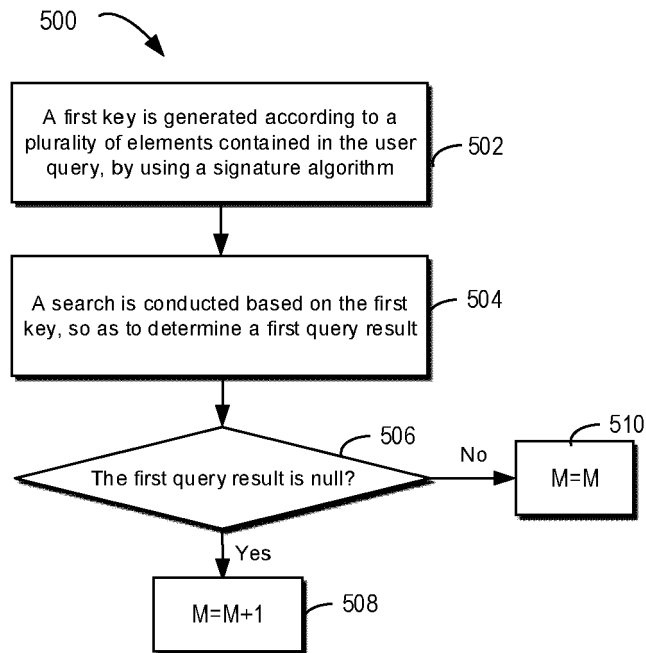 500
A first key is generated according to a
plurality of elements contained in the user
query, by using a signature algorithm
502
A search is conducted based on the first
key, so as to determine a first query result
504
506
The first query result is null?
No
510
M=M
Yes
M=M+1
508